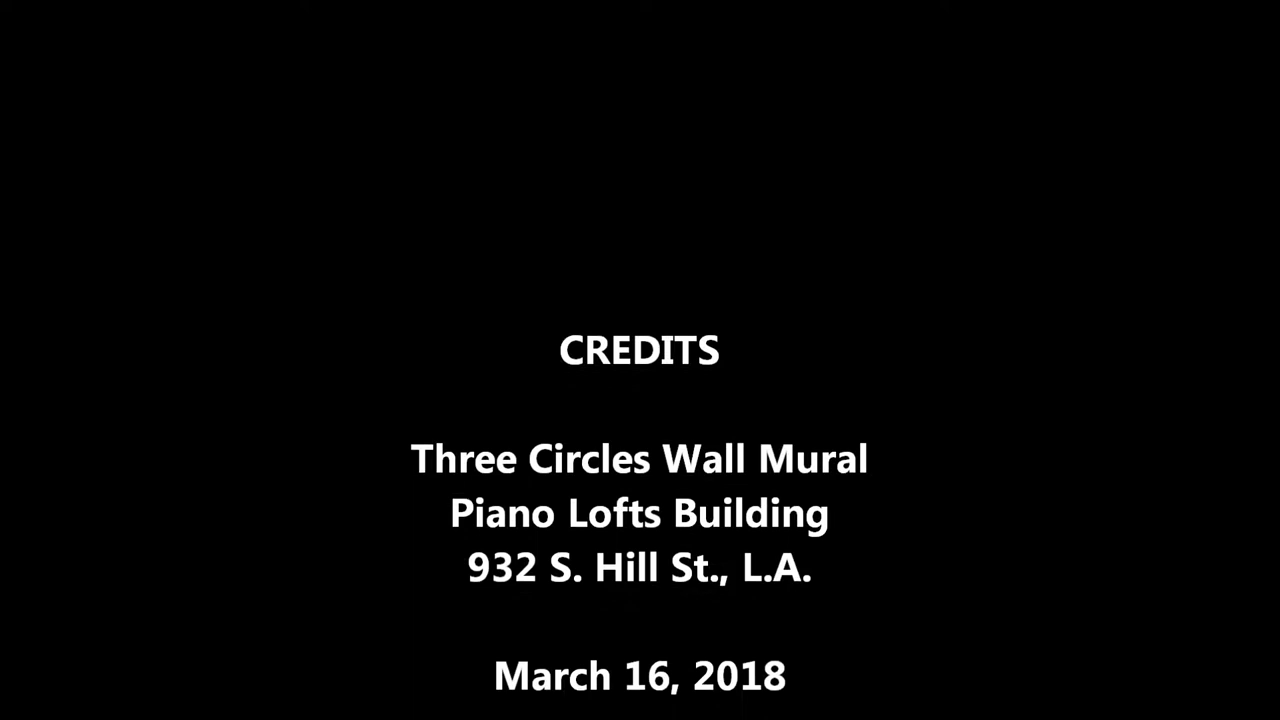 CREDITS
Three Circles Wall Mural
Piano Lofts Building
932 S. Hill St., L.A.
March 16, 2018